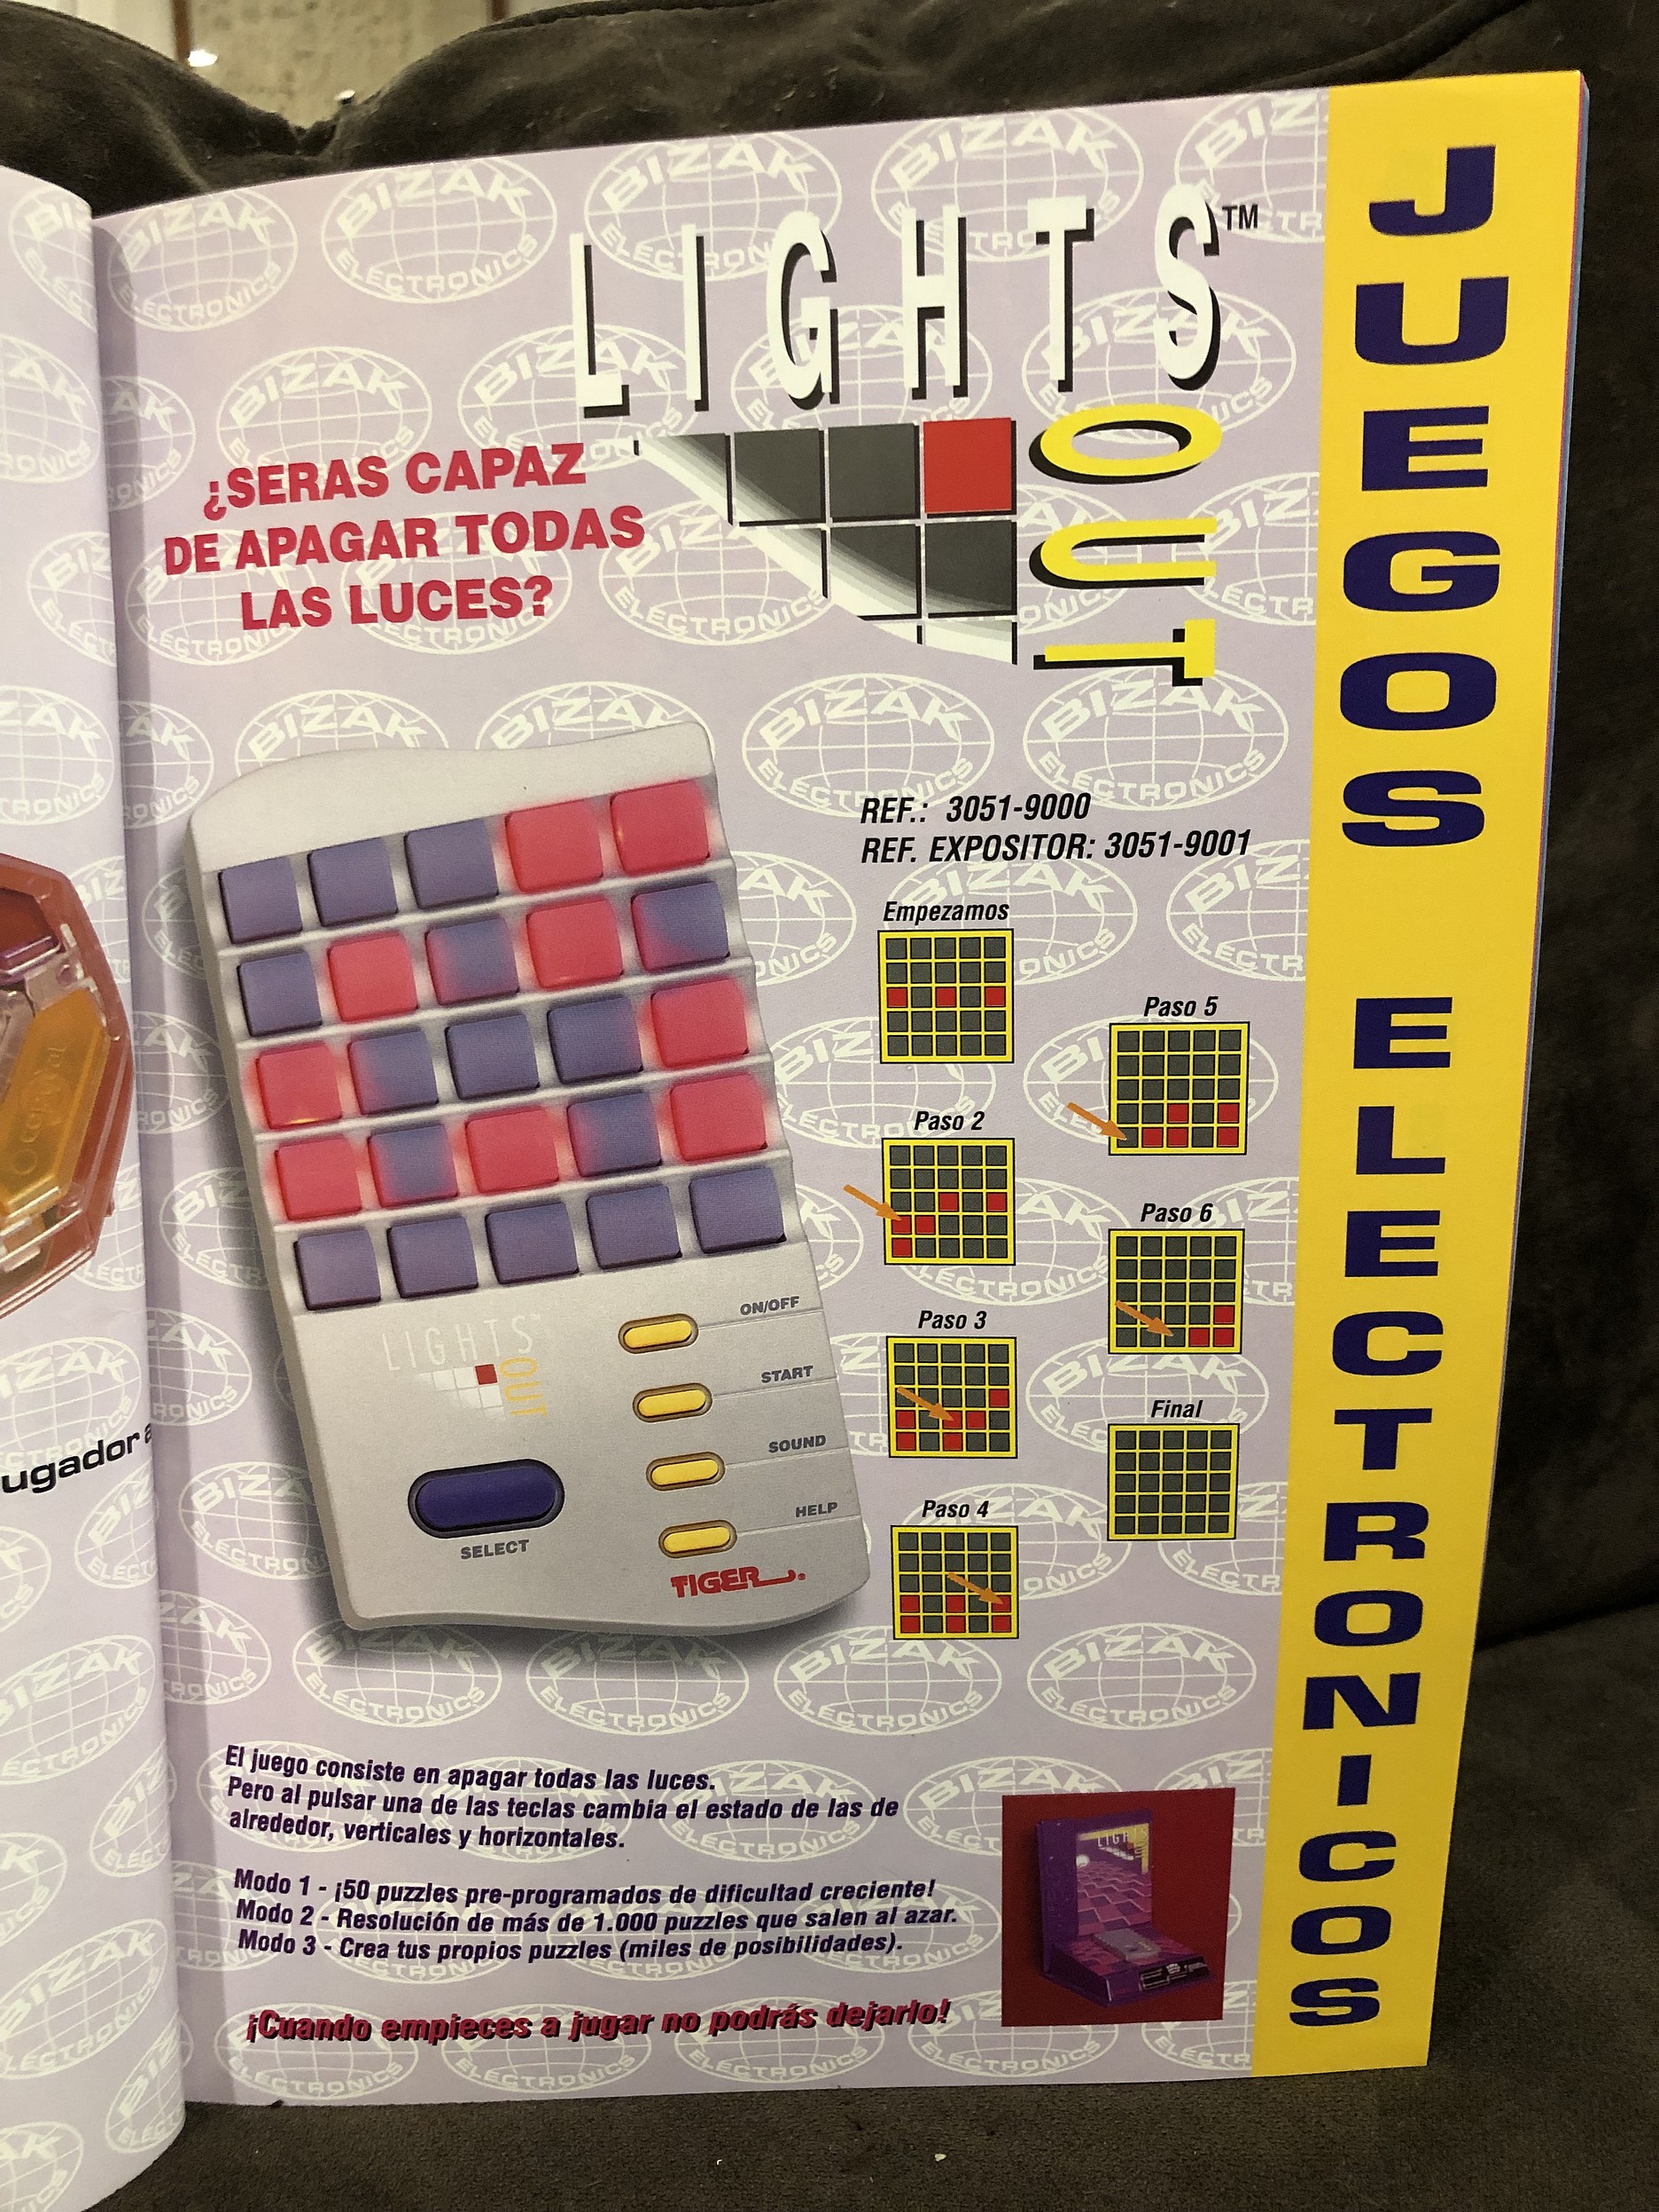 LIGHTS™
OUT
¿SERAS CAPAZ
DE APAGAR TODAS
LAS LUCES?
REF.: 3051-9000
REF. EXPOSITOR: 3051-9001
Empezamos
Paso 2
Paso 3
Paso 4
Paso 5
Paso 6
Final
LIGHTS
OUT
ON/OFF
START
SOUND
HELP
SELECT
TIGER
El juego consiste en apagar todas las luces.
Pero al pulsar una de las teclas cambia el estado de las de
alrededor, verticales y horizontales.
Modo 1 - ¡50 puzzles pre-programados de dificultad creciente!
Modo 2 - Resolución de más de 1.000 puzzles que salen al azar.
Modo 3 - Crea tus propios puzzles (miles de posibilidades).
¡Cuando empieces a jugar no podrás dejarlo!
JUEGOS ELECTRONICOS
BIZAK
ELECTRONICS